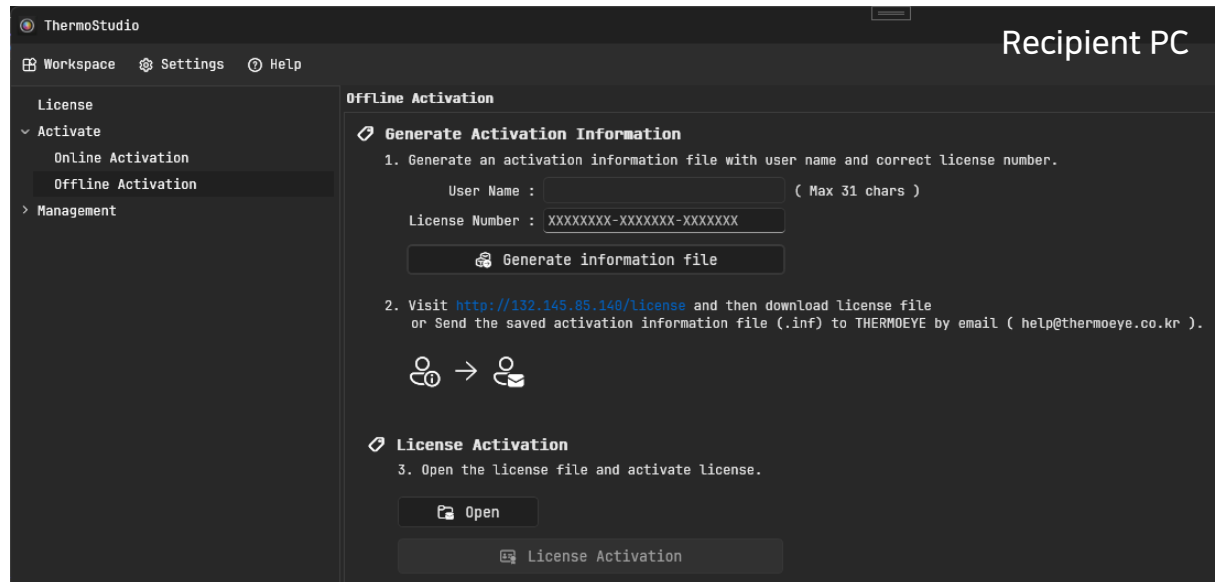 ThermoStudio
Recipient PC
Workspace Settings Help
License
Activate
Online Activation
Offline Activation
Management
Offline Activation
Generate Activation Information
1. Generate an activation information file with user name and correct license number.
User Name : ( Max 31 chars )
License Number : XXXXXXXX-XXXXXXX-XXXXXXX
Generate information file
2. Visit http://132.145.85.140/license and then download license file
or Send the saved activation information file (.inf) to THERMOEYE by email ( help@thermoeye.co.kr ).
License Activation
3. Open the license file and activate license.
Open
License Activation